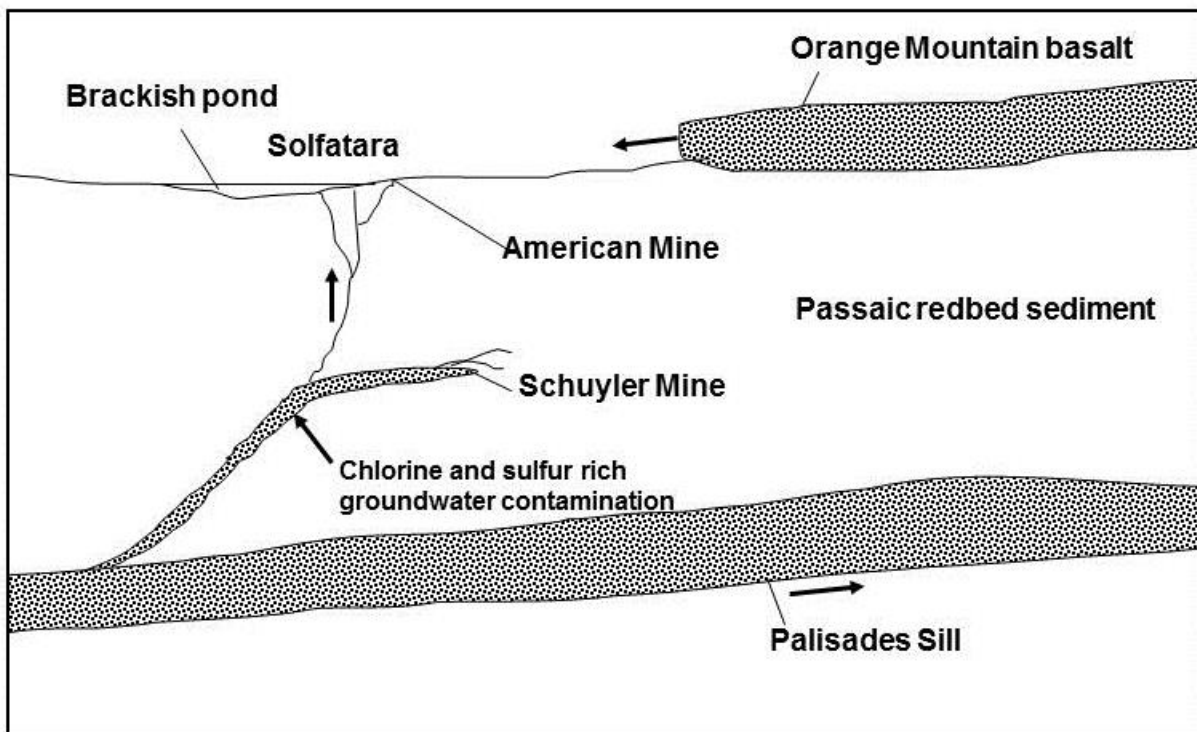 Orange Mountain basalt
Brackish pond
Solfatara
American Mine
Passaic redbed sediment
Schuyler Mine
Chlorine and sulfur rich
groundwater contamination
Palisades Sill